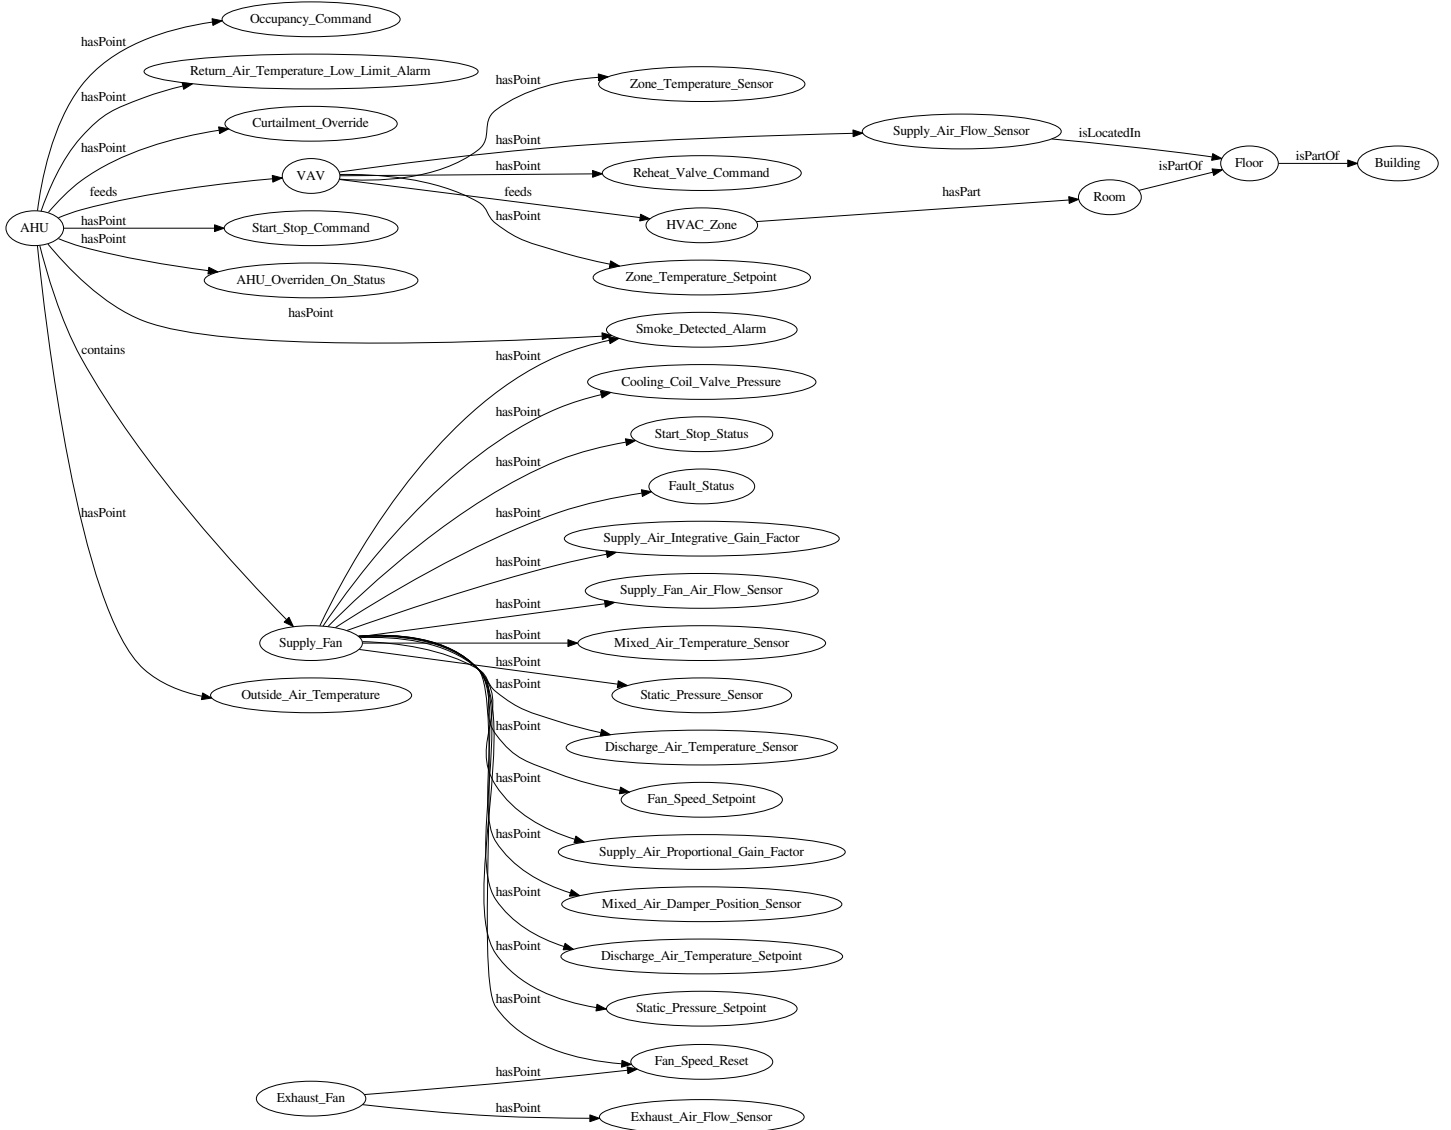 Occupancy_Command
hasPoint
Return_Air_Temperature_Low_Limit_Alarm
hasPoint
Zone_Temperature_Sensor
hasPoint
Curtailment_Override
hasPoint
Supply_Air_Flow_Sensor
hasPoint
isLocatedIn
Floor
isPartOf
Building
isPartOf
VAV
feeds
Reheat_Valve_Command
hasPoint
feeds
hasPart
Room
HVAC_Zone
AHU
Start_Stop_Command
hasPoint
hasPoint
hasPoint
AHU_Overriden_On_Status
Zone_Temperature_Setpoint
hasPoint
Smoke_Detected_Alarm
contains
hasPoint
Cooling_Coil_Valve_Pressure
hasPoint
Start_Stop_Status
hasPoint
Fault_Status
hasPoint
hasPoint
Supply_Air_Integrative_Gain_Factor
hasPoint
Supply_Fan_Air_Flow_Sensor
hasPoint
Supply_Fan
hasPoint
Mixed_Air_Temperature_Sensor
hasPoint
Outside_Air_Temperature
Static_Pressure_Sensor
hasPoint
Discharge_Air_Temperature_Sensor
hasPoint
Fan_Speed_Setpoint
hasPoint
Supply_Air_Proportional_Gain_Factor
hasPoint
Mixed_Air_Damper_Position_Sensor
hasPoint
Discharge_Air_Temperature_Setpoint
hasPoint
Static_Pressure_Setpoint
hasPoint
Fan_Speed_Reset
hasPoint
Exhaust_Fan
hasPoint
Exhaust_Air_Flow_Sensor